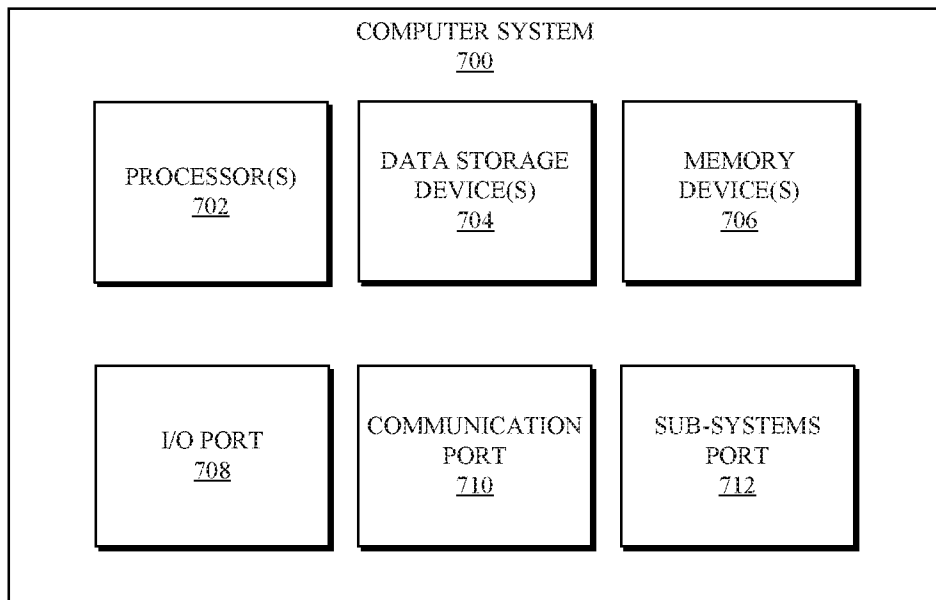 COMPUTER SYSTEM
700
PROCESSOR(S)
702
DATA STORAGE
DEVICE(S)
704
MEMORY
DEVICE(S)
706
I/O PORT
708
COMMUNICATION
PORT
710
SUB-SYSTEMS
PORT
712